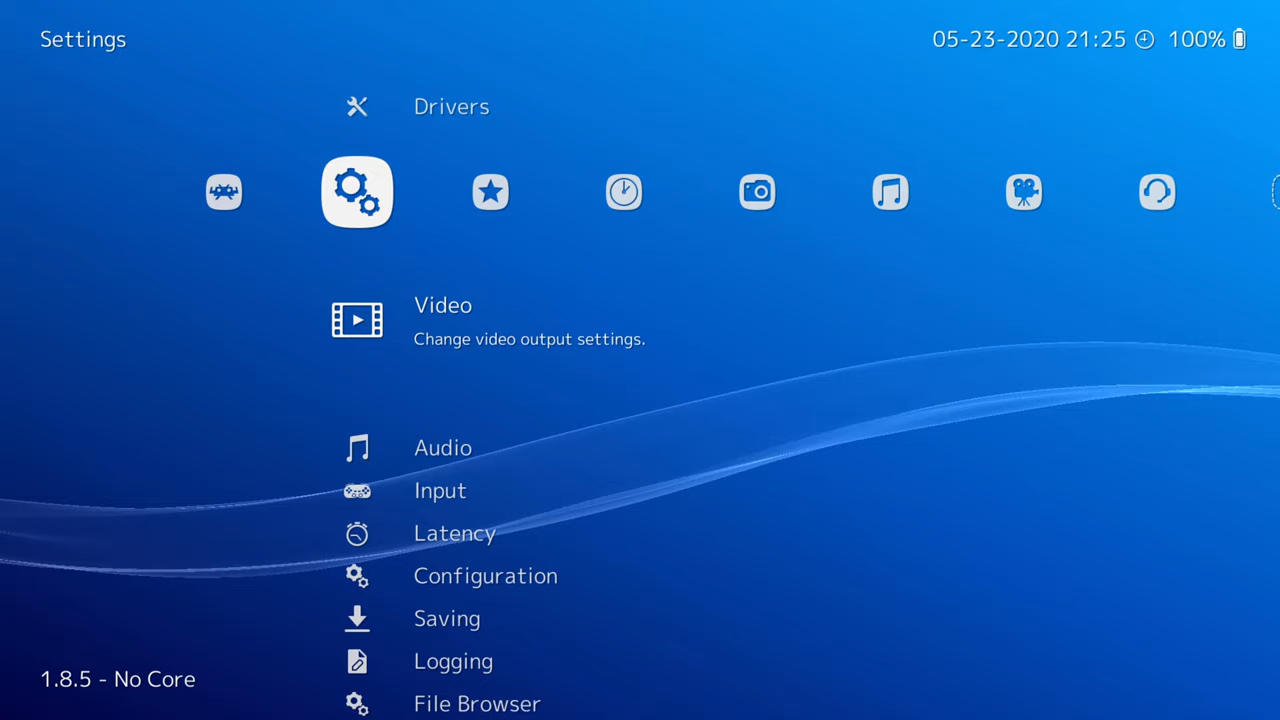 Settings
05-23-2020 21:25 100%
Drivers
Video
Change video output settings.
Audio
Input
Latency
Configuration
Saving
Logging
File Browser
1.8.5 - No Core